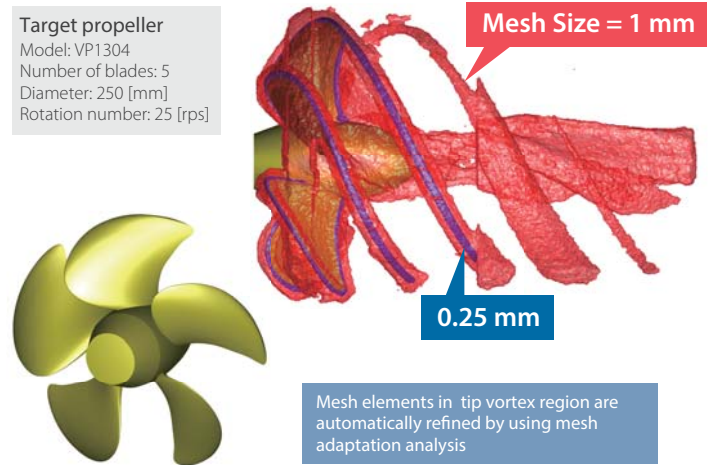 Target propeller
Model: VP1304
Number of blades: 5
Diameter: 250 [mm]
Rotation number: 25 [rps]
Mesh Size = 1 mm
0.25 mm
Mesh elements in tip vortex region are
automatically refined by using mesh
adaptation analysis